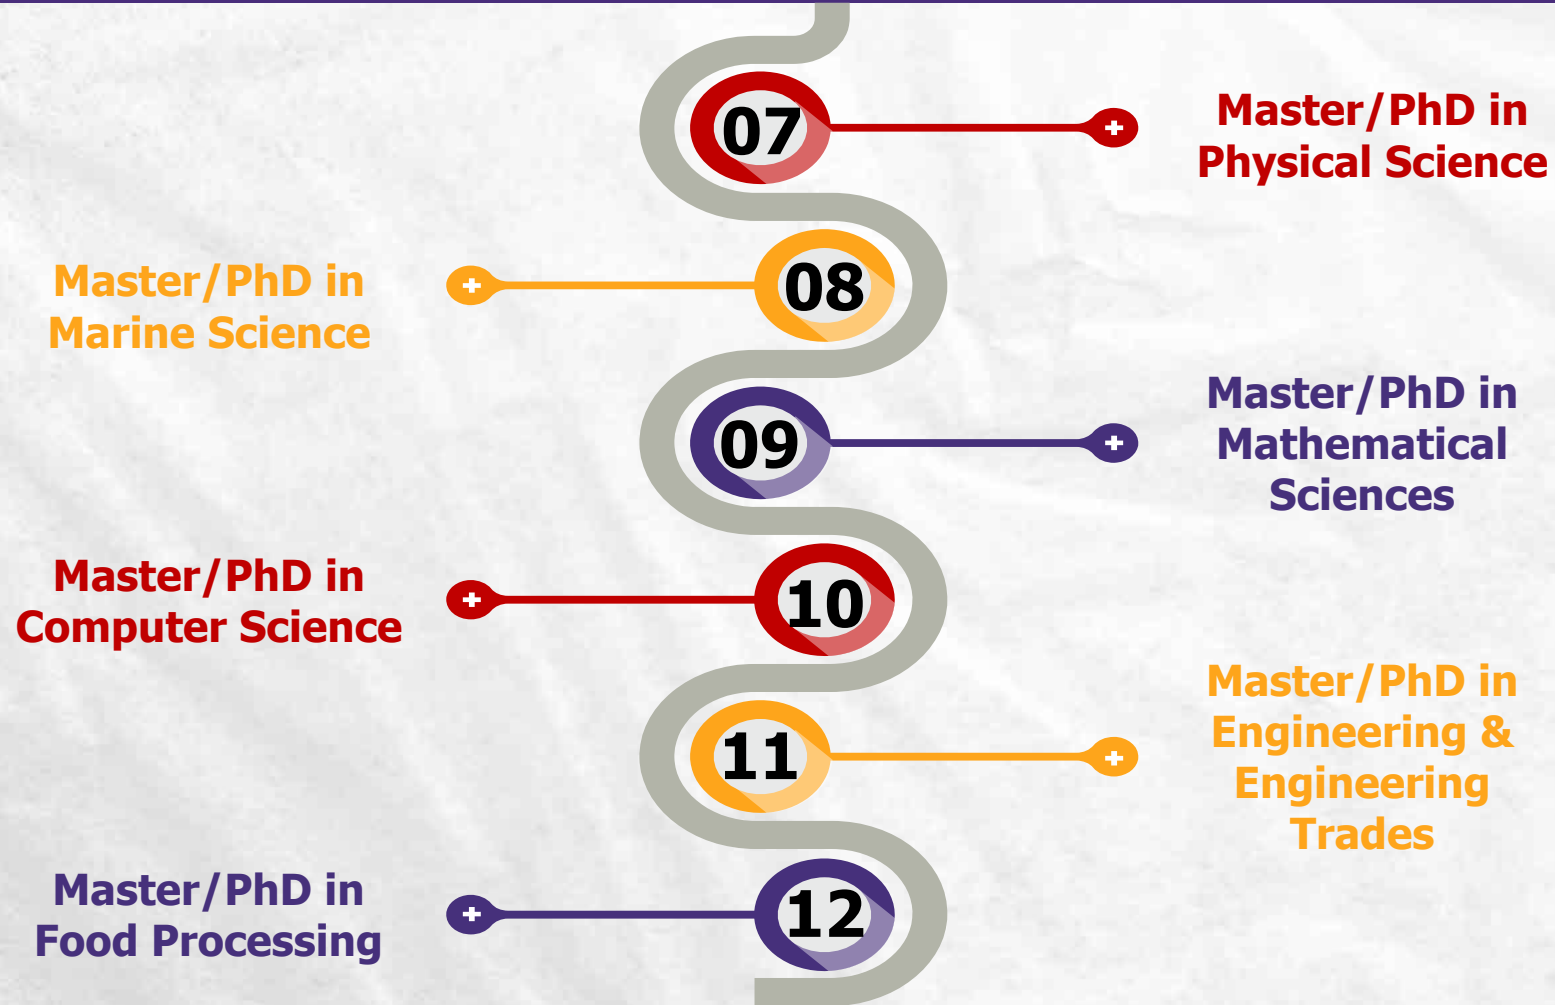 07
Master/PhD in
Physical Science
Master/PhD in
Marine Science
08
09
Master/PhD in
Mathematical
Sciences
Master/PhD in
Computer Science
10
11
Master/PhD in
Engineering &
Engineering
Trades
Master/PhD in
Food Processing
12